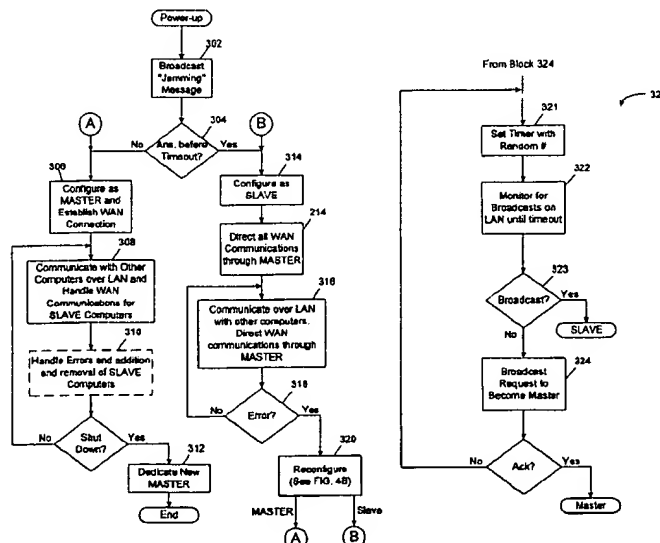 Power-up
302
Broadcast
"Jamming"
Message
A
B
304
No
Ans. before
Timeout?
Yes
306
Configure as
MASTER and
Establish WAN
Connection
308
Communicate with Other
Computers over LAN and
Handle WAN
Communications for
SLAVE Computers
310
Handle Errors and addition
and removal of SLAVE
Computers
No
Shut
Down?
Yes
312
Dedicate New
MASTER
End
314
Configure as
SLAVE
214
Direct all WAN
Communications
through MASTER
316
Communicate over LAN
with other computers.
Direct WAN
communications through
MASTER
318
No
Error?
Yes
320
Reconfigure
(See FIG. 4B)
MASTER
Slave
A
B
From Block 324
32
321
Set Timer with
Random #
322
Monitor for
Broadcasts on
LAN until timeout
323
Broadcast?
Yes
SLAVE
No
324
Broadcast
Request to
Become Master
No
Ack?
Yes
Master